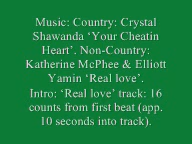 Music: Country: Crystal
Shawanda ‘Your Cheatin
Heart’. Non-Country:
Katherine McPhee & Elliott
Yamin ‘Real love’.
Intro: ‘Real love’ track: 16
counts from first beat (app.
10 seconds into track).